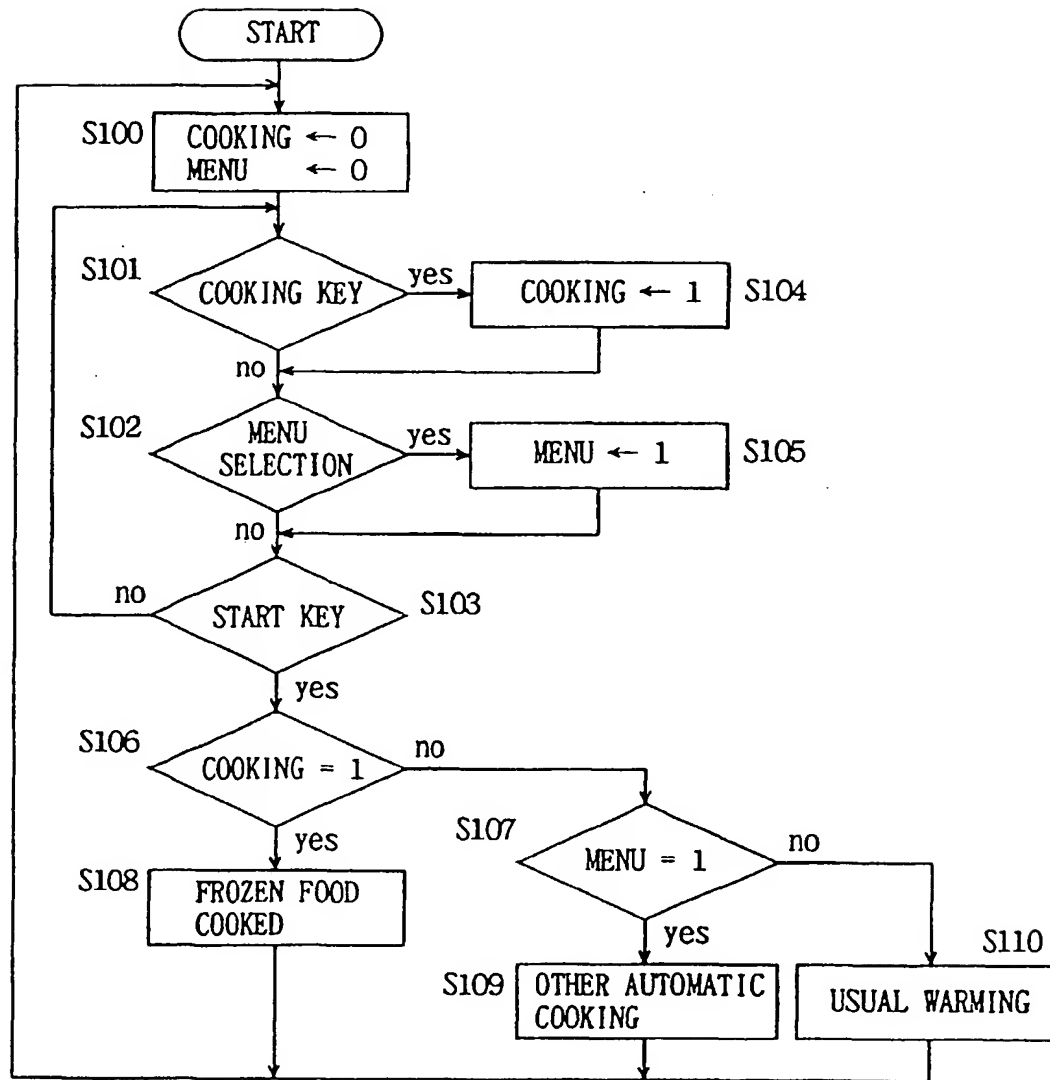 START
S100
COOKING ← 0
MENU ← 0
S101
COOKING KEY
yes
COOKING ← 1
S104
no
S102
MENU
SELECTION
yes
MENU ← 1
S105
no
no
START KEY
S103
yes
S106
COOKING = 1
no
yes
S107
MENU = 1
no
S108
FROZEN FOOD
COOKED
yes
S109
OTHER AUTOMATIC
COOKING
S110
USUAL WARMING